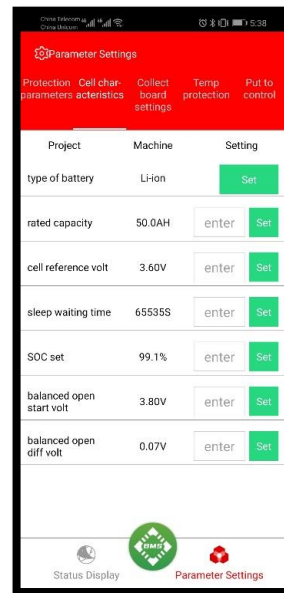 China Telecom
China Unicom
5:38
Parameter Settings
Protection parameters
Cell char-acteristics
Collect board settings
Temp protection
Put to control
Project Machine Setting
type of battery Li-ion Set
rated capacity 50.0AH enter Set
cell reference volt 3.60V enter Set
sleep waiting time 65535S enter Set
SOC set 99.1% enter Set
balanced open start volt 3.80V enter Set
balanced open diff volt 0.07V enter Set
BMS
Status Display
Parameter Settings